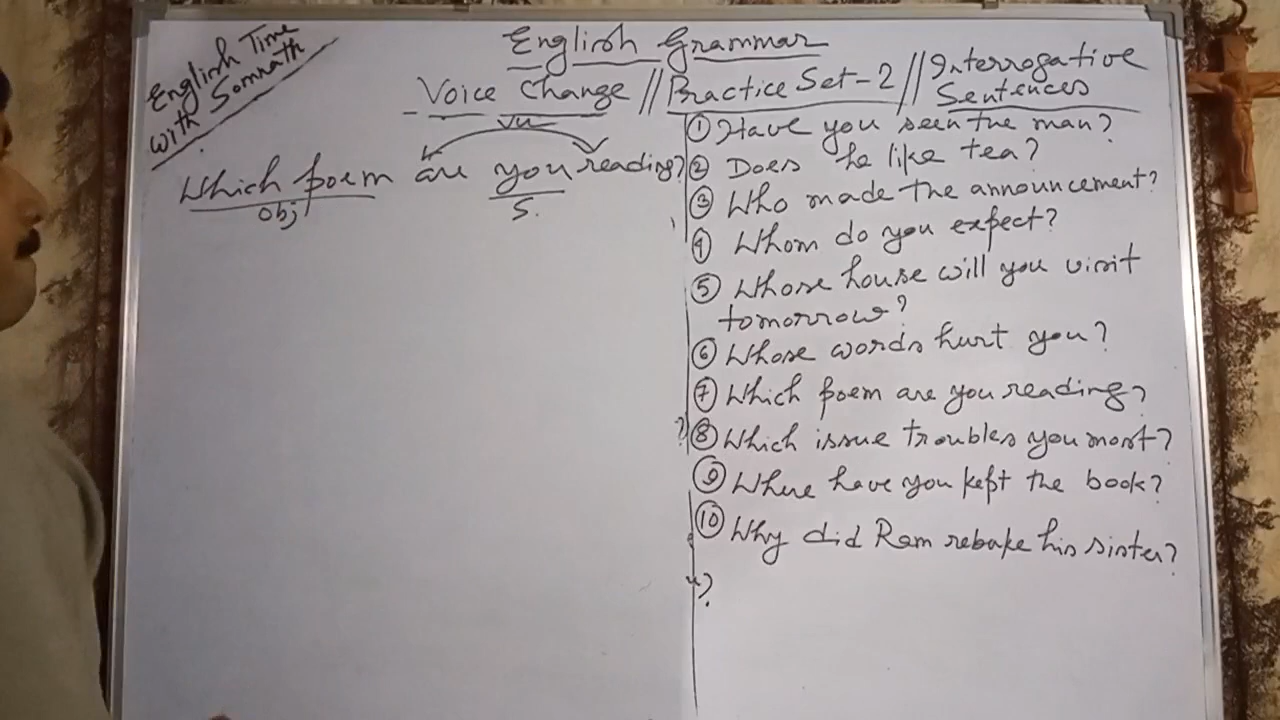 English Time
with Somnath
English Grammar
Voice Change // Practice Set-2 // Interrogative
Sentences
Which poem are you reading?
Obj
S.
① Have you seen the man?
② Does he like tea?
③ Who made the announcement?
④ Whom do you expect?
⑤ Whose house will you visit
tomorrow?
⑥ Whose words hurt you?
⑦ Which poem are you reading?
?
⑧ Which issue troubles you most?
⑨ Where have you kept the book?
⑩ Why did Ram rebuke his sister?
?